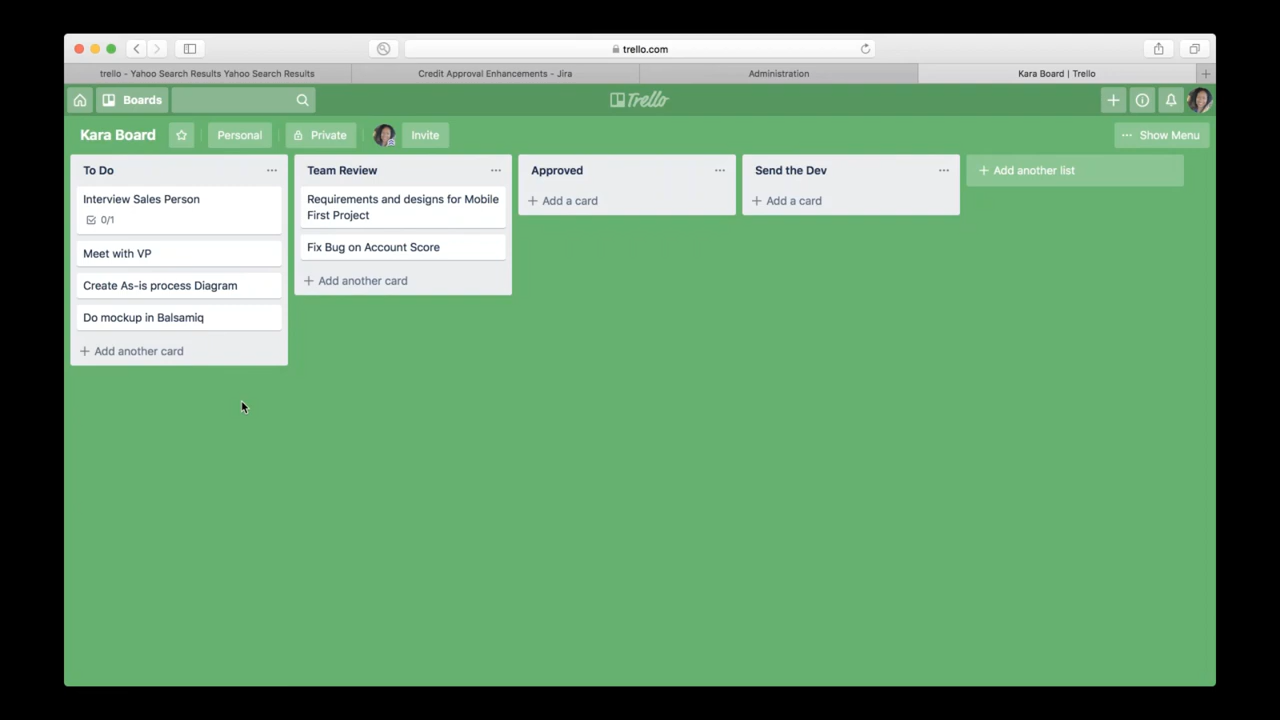 trello.com
trello - Yahoo Search Results Yahoo Search Results
Credit Approval Enhancements - Jira
Administration
Kara Board | Trello
Boards
Trello
Kara Board
Personal
Private
Invite
Show Menu
To Do
Interview Sales Person
0/1
Meet with VP
Create As-is process Diagram
Do mockup in Balsamiq
Add another card
Team Review
Requirements and designs for Mobile
First Project
Fix Bug on Account Score
Add another card
Approved
Add a card
Send the Dev
Add a card
Add another list